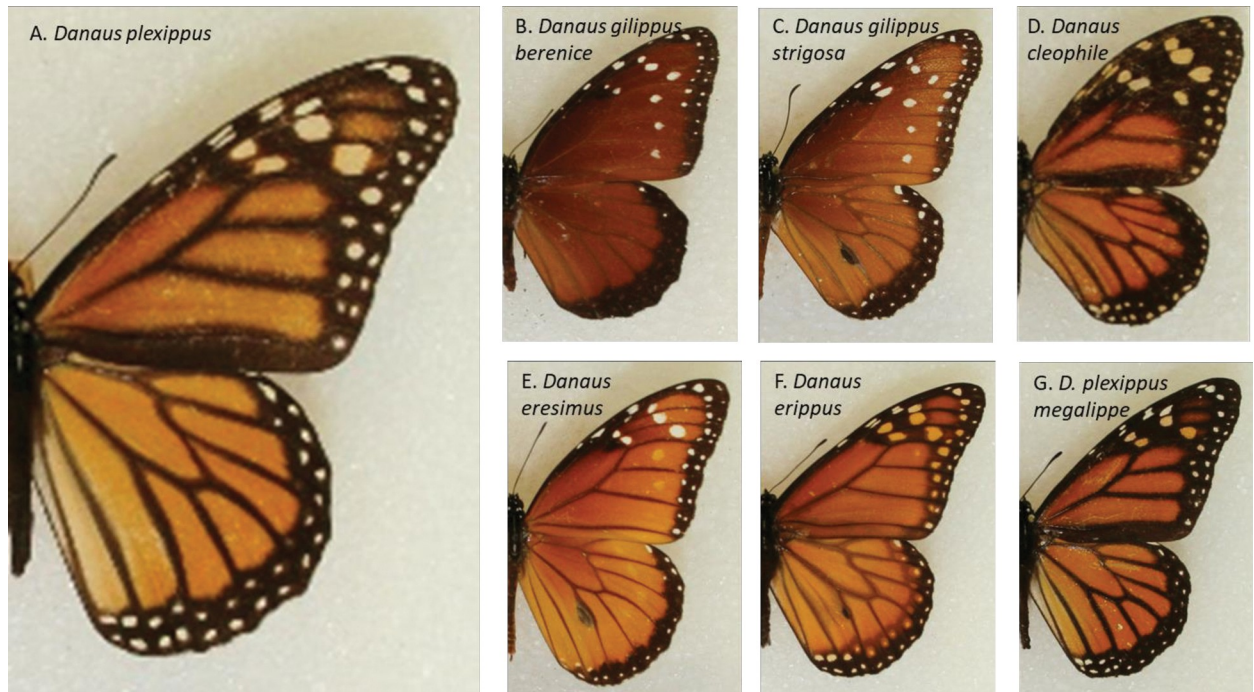 A. Danaus plexippus
B. Danaus gilippus
berenice
C. Danaus gilippus
strigosa
D. Danaus
cleophile
E. Danaus
eresimus
F. Danaus
erippus
G. D. plexippus
megalippe